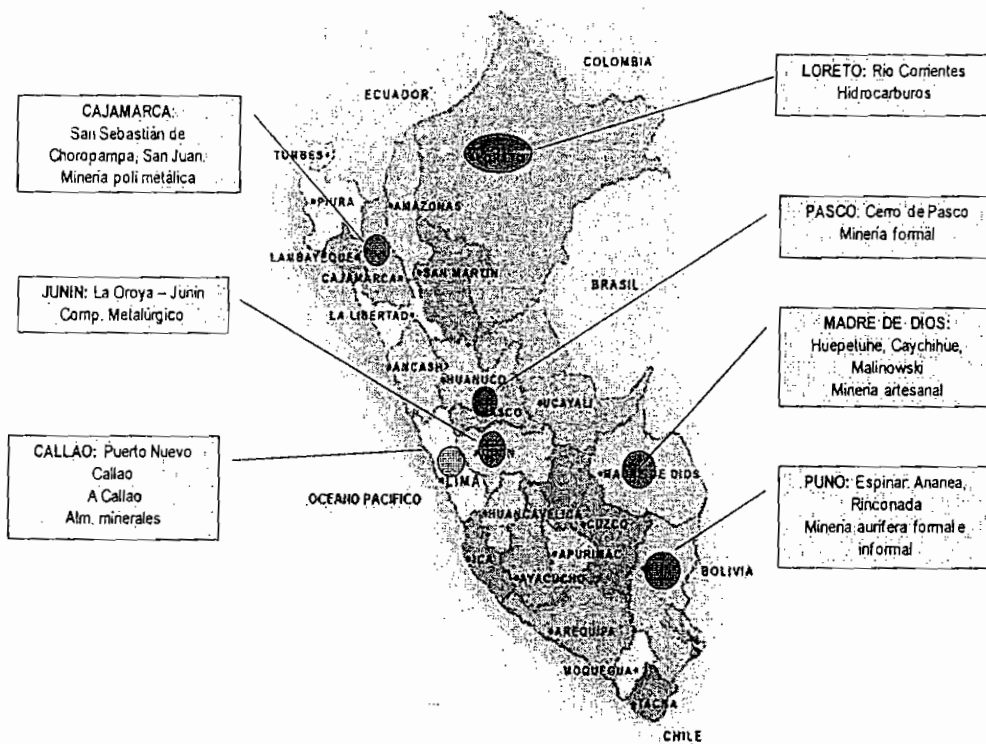 COLOMBIA
ECUADOR
LORETO: Rio Corrientes
Hidrocarburos
CAJAMARCA:
San Sebastián de
Choropampa, San Juan.
Minería poli metálica
TUMBES
PIURA
AMAZONAS
LAMBAYEQUE
CAJAMARCA
SAN MARTIN
PASCO: Cerro de Pasco
Minería formal
BRASIL
JUNIN: La Oroya – Junin
Comp. Metalúrgico
LA LIBERTAD
ANCASH
HUANUCO
PASCO
UCAYALI
MADRE DE DIOS:
Huepetuhe, Caychihue,
Malinowski
Mineria artesanal
CALLAO: Puerto Nuevo
Callao
A Callao
Alm. minerales
LIMA
DE DIOS
OCEANO PACIFICO
HUANCAVELICA
CUZCO
ICA
APURIMAC
AYACUCHO
PUNO: Espinar. Ananea,
Rinconada
Mineria aurifera formal e
informal
BOLIVIA
AREQUIPA
MOQUEGUA
TACNA
CHILE